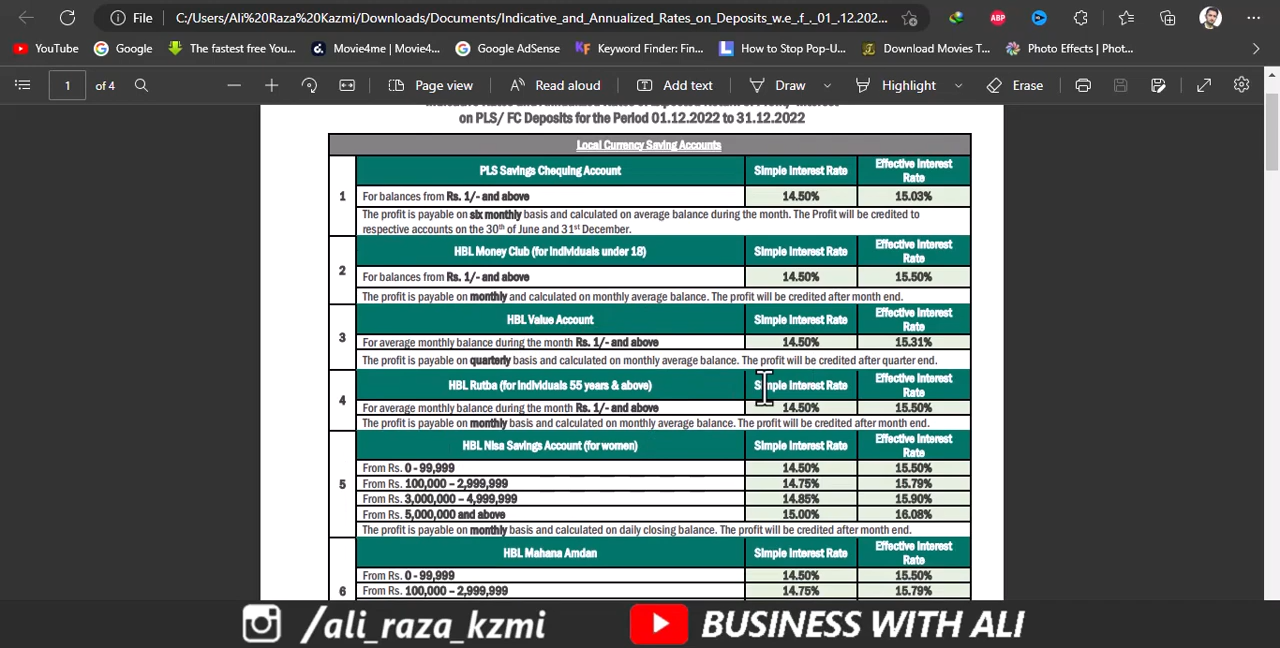 File
C:/Users/Ali%20Raza%20Kazmi/Downloads/Documents/Indicative_and_Annualized_Rates_on_Deposits_w.e_.f_._01_.12.202...
ABP
YouTube
Google
The fastest free You...
Movie4me | Movie4...
Google AdSense
KF Keyword Finder: Fin...
L How to Stop Pop-U...
Download Movies T...
Photo Effects | Phot...
1 of 4
Page view
Read aloud
Add text
Draw
Highlight
Erase
on PLS/ FC Deposits for the Period 01.12.2022 to 31.12.2022
Local Currency Saving Accounts
1
PLS Savings Chequing Account Simple Interest Rate Effective Interest Rate
For balances from Rs. 1/- and above 14.50% 15.03%
The profit is payable on six monthly basis and calculated on average balance during the month. The Profit will be credited to
respective accounts on the 30th of June and 31st December.
2
HBL Money Club (for individuals under 18) Simple Interest Rate Effective Interest Rate
For balances from Rs. 1/- and above 14.50% 15.50%
The profit is payable on monthly and calculated on monthly average balance. The profit will be credited after month end.
3
HBL Value Account Simple Interest Rate Effective Interest Rate
For average monthly balance during the month Rs. 1/- and above 14.50% 15.31%
The profit is payable on quarterly basis and calculated on monthly average balance. The profit will be credited after quarter end.
4
HBL Rutba (for Individuals 55 years & above) Simple Interest Rate Effective Interest Rate
For average monthly balance during the month Rs. 1/- and above 14.50% 15.50%
The profit is payable on monthly basis and calculated on monthly average balance. The profit will be credited after month end.
5
HBL Nisa Savings Account (for women) Simple Interest Rate Effective Interest Rate
From Rs. 0 - 99,999 14.50% 15.50%
From Rs. 100,000 – 2,999,999 14.75% 15.79%
From Rs. 3,000,000 – 4,999,999 14.85% 15.90%
From Rs. 5,000,000 and above 15.00% 16.08%
The profit is payable on monthly basis and calculated on daily closing balance. The profit will be credited after month end.
6
HBL Mahana Amdan Simple Interest Rate Effective Interest Rate
From Rs. 0 - 99,999 14.50% 15.50%
From Rs. 100,000 – 2,999,999 14.75% 15.79%
/ali_raza_kzmi
BUSINESS WITH ALI